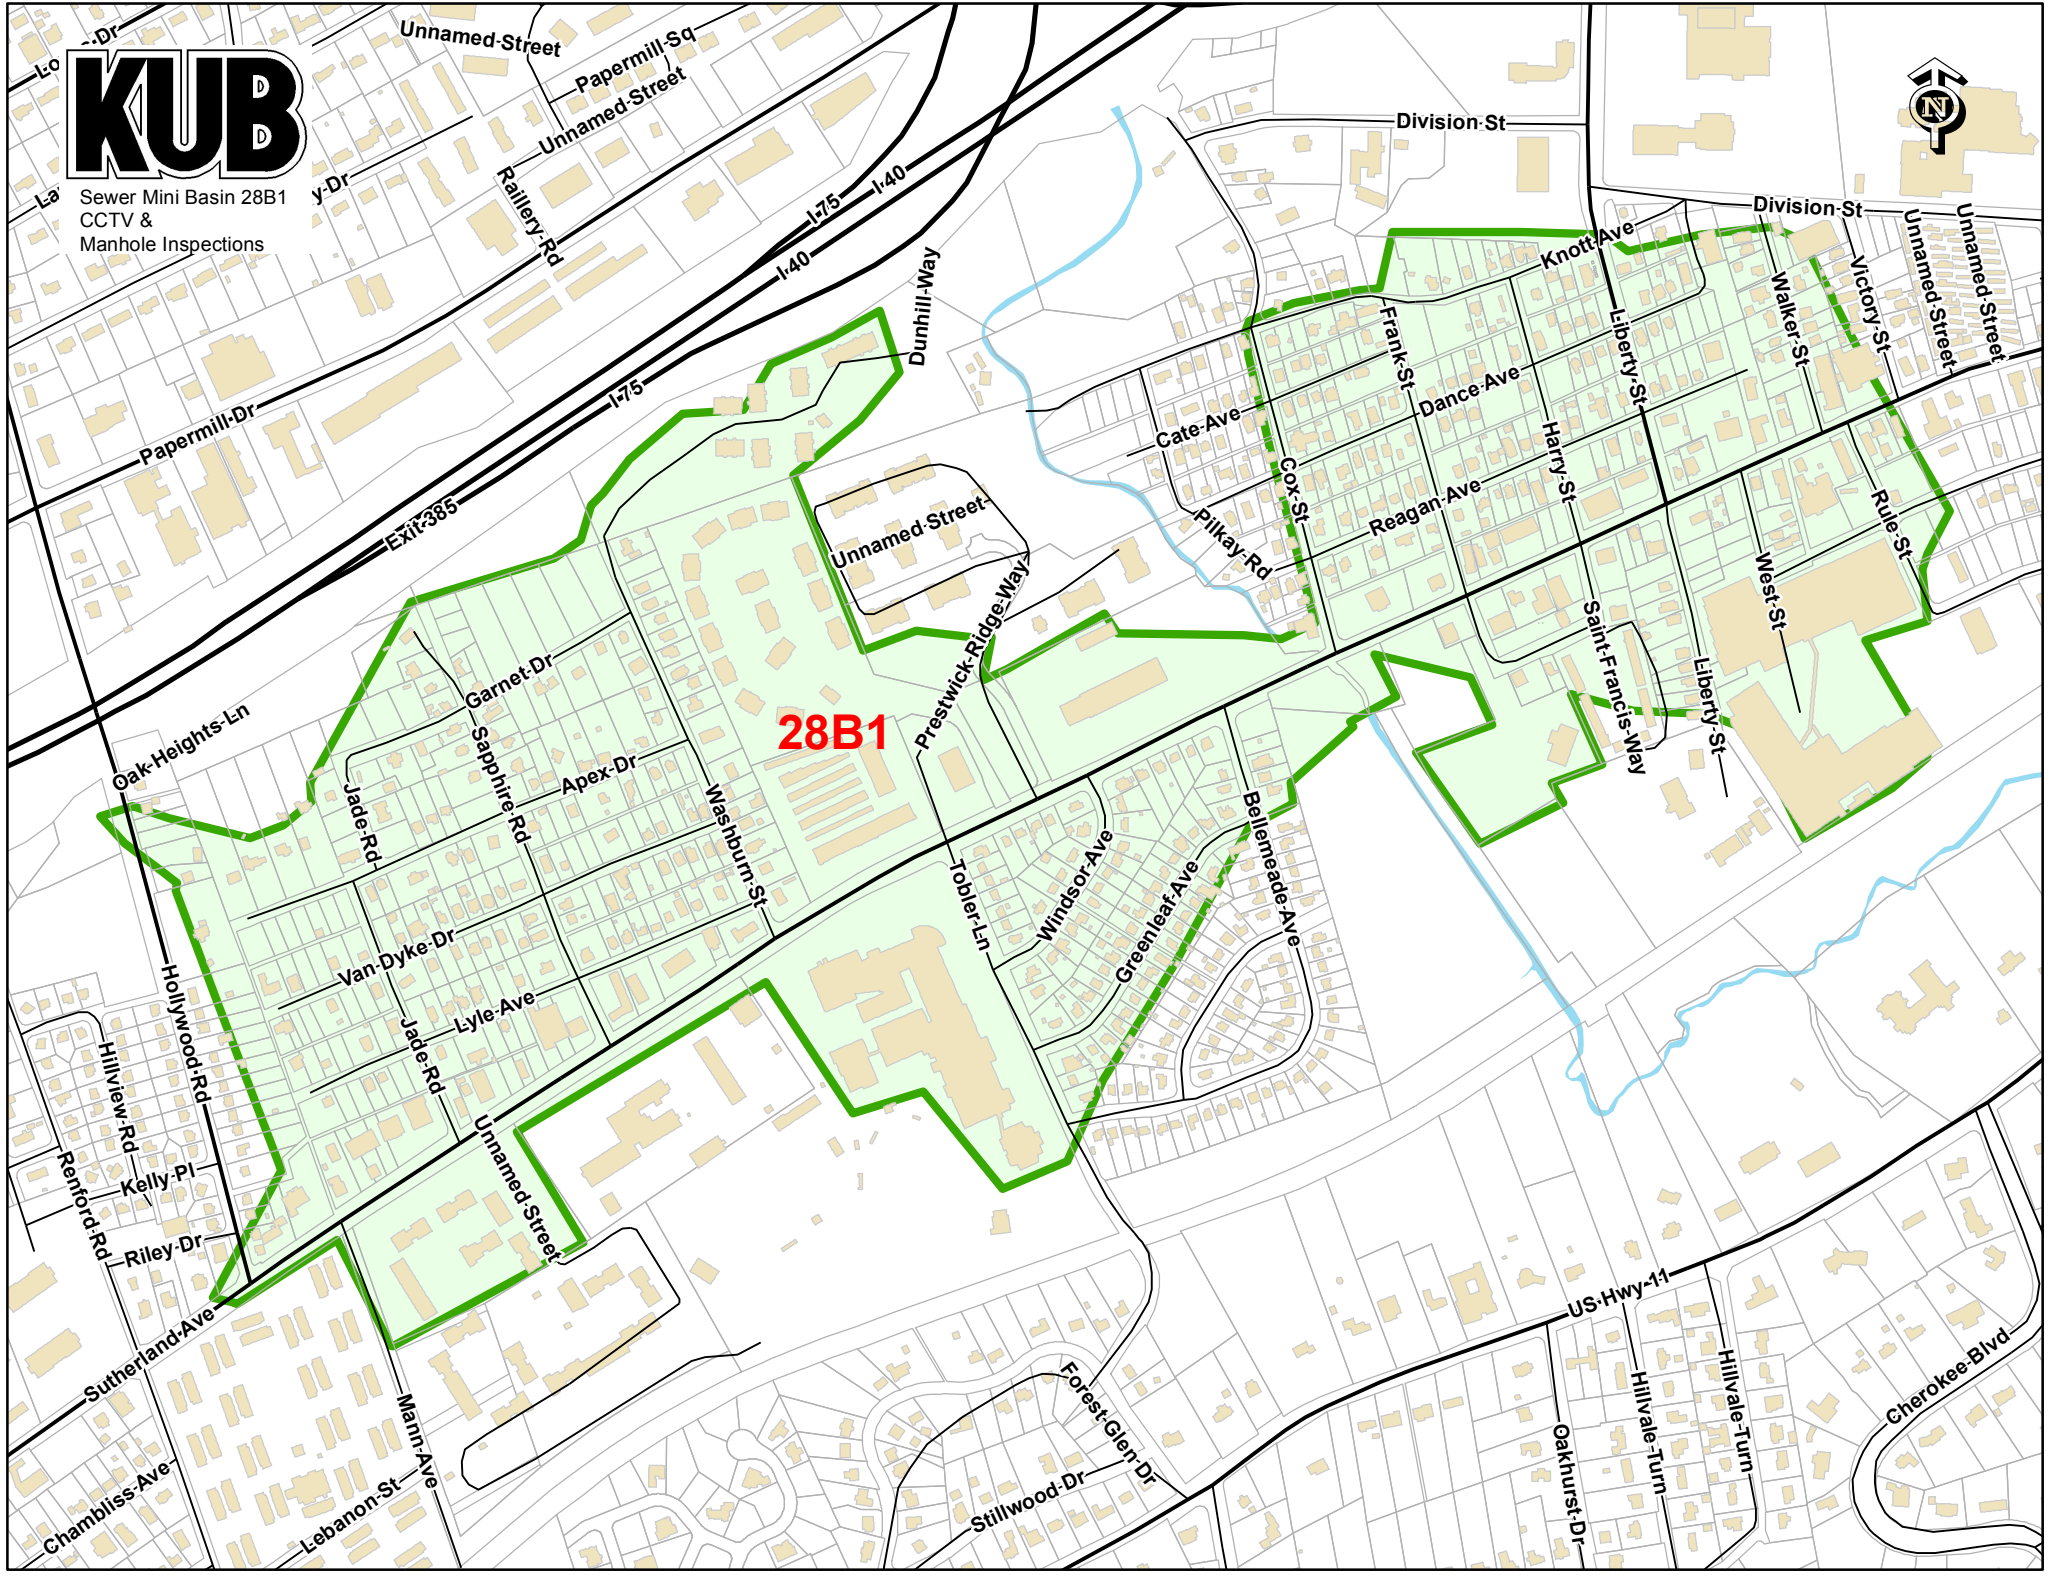 KUB
Sewer Mini Basin 28B1
CCTV &
Manhole Inspections
Unnamed Street
Papermill Sq
Unnamed Street
Raillery Rd
I-75
I-40
I-40
I-75
Dunhill Way
Papermill Dr
Exit 385
Division St
Division St
Knott Ave
Unnamed Street
Unnamed Street
Victory St
Walker St
Liberty St
Frank St
Dance Ave
Harry St
Cate Ave
Cox St
Reagan Ave
Pilkay Rd
Rule St
West St
Saint Francis Way
Liberty St
Unnamed Street
Prestwick Ridge Way
N
28B1
Oak Heights Ln
Garnet Dr
Sapphire Rd
Apex Dr
Jade Rd
Washburn St
Van Dyke Dr
Lyle Ave
Jade Rd
Tobler Ln
Windsor Ave
Greenleaf Ave
Bellemeade Ave
Hollywood Rd
Hillview Rd
Renford Rd
Kelly Pl
Riley Dr
Unnamed Street
Sutherland Ave
Mann Ave
Chambliss Ave
Lebanon St
Forest Glen Dr
Stillwood Dr
US Hwy 11
Oakhurst Dr
Hillvale Turn
Hillvale Turn
Cherokee Blvd